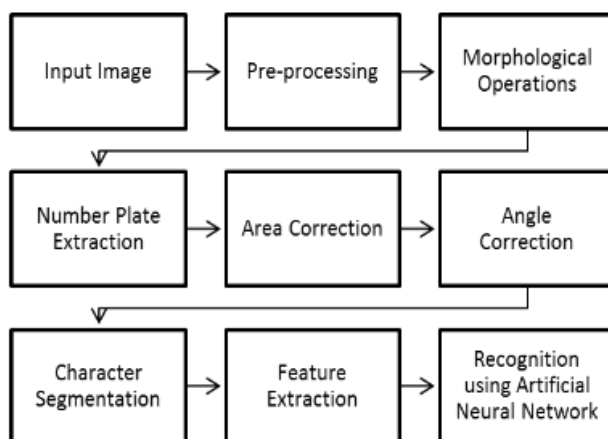 Input Image
Pre-processing
Morphological
Operations
Number Plate
Extraction
Area Correction
Angle
Correction
Character
Segmentation
Feature
Extraction
Recognition
using Artificial
Neural Network